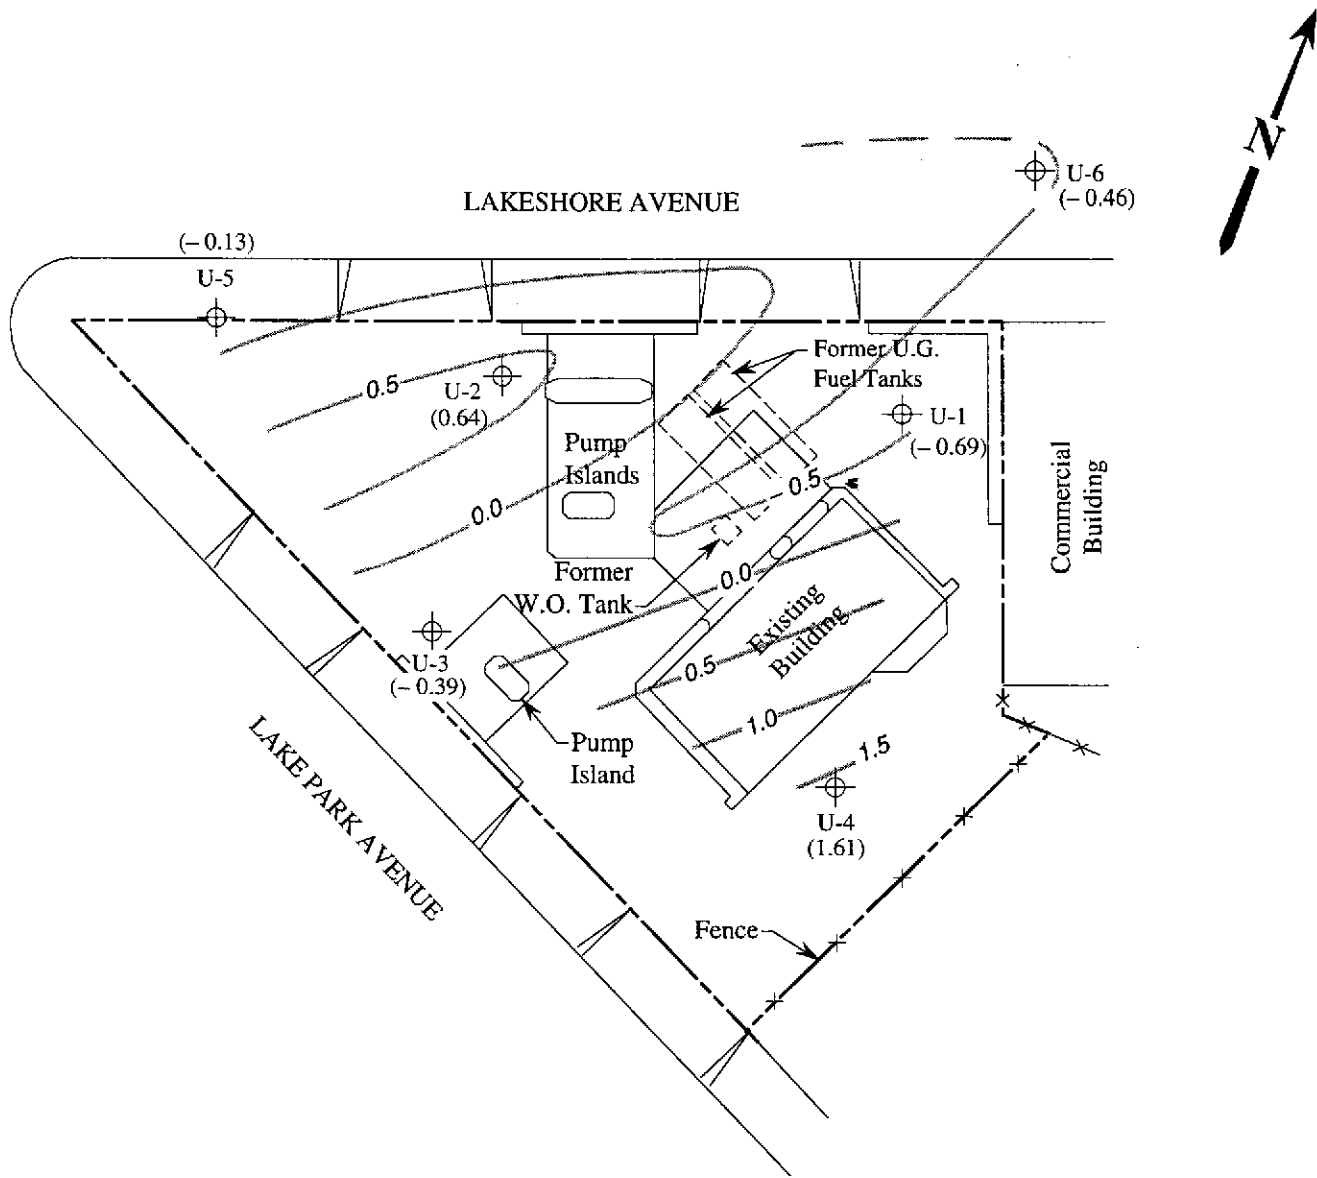 N
U-6
(– 0.46)
LAKESHORE AVENUE
(– 0.13)
U-5
Former U.G.
Fuel Tanks
0.5
U-2
(0.64)
U-1
(– 0.69)
Pump
Islands
0.5
0.0
Commercial
Building
Former
W.O. Tank
0.0
Existing
Building
U-3
(– 0.39)
0.5
1.0
Pump
Island
1.5
LAKE PARK AVENUE
U-4
(1.61)
Fence